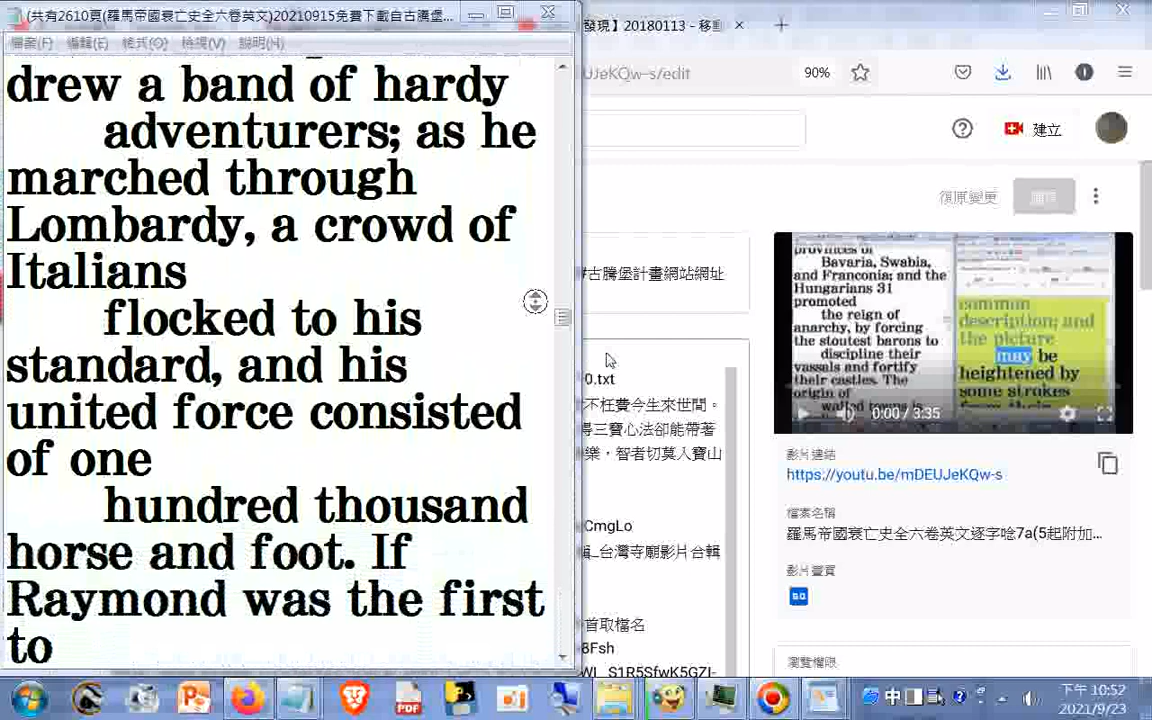 (共有2610頁(羅馬帝國衰亡史全六卷英文)20210915免費下載自古騰堡...
檔案(F) 編輯(E) 格式(O) 檢視(V) 說明(H)
drew a band of hardy
adventurers; as he
marched through
Lombardy, a crowd of
Italians
flocked to his
standard, and his
united force consisted
of one
hundred thousand
horse and foot. If
Raymond was the first
to
發現】20180113 - 移動
JJeKQw-s/edit
90%
建立
復原變更
#古騰堡計畫網站網址
0.txt
不枉費今生來世間。
三寶心法卻能帶著
樂,智者切莫入寶山
CmgLo
_台灣寺廟影片合輯
首取檔名
8Fsh
WI_S1R5SfwK5GZI-
Bavaria, Swabia,
and Franconia; and the
Hungarians 31
promoted
the reign of
anarchy, by forcing
the stoutest barons to
discipline their
vassals and fortify
their castles. The
origin of
walled towns is
common
description; and
the picture
may be
heightened by
some strokes
0:00 / 3:35
影片連結
https://youtu.be/mDEUJeKQw-s
檔案名稱
羅馬帝國衰亡史全六卷英文逐字唸7a(5起附加...
影片畫質
瀏覽權限
中
下午 10:52
2021/9/23